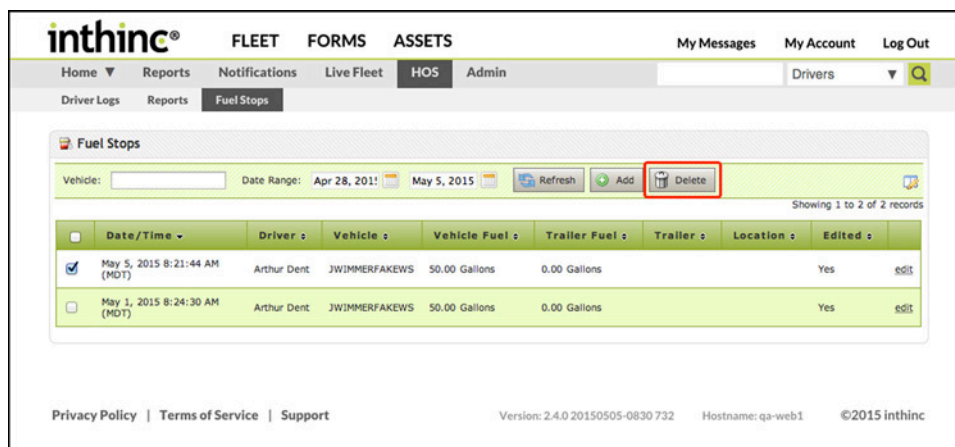 inthinc® FLEET FORMS ASSETS My Messages My Account Log Out
Home ▼ Reports Notifications Live Fleet HOS Admin Drivers ▼
Driver Logs Reports Fuel Stops
Fuel Stops
Vehicle: Date Range: Apr 28, 201 May 5, 2015 Refresh Add Delete
Showing 1 to 2 of 2 records
Date/Time Driver Vehicle Vehicle Fuel Trailer Fuel Trailer Location Edited
May 5, 2015 8:21:44 AM
(MDT) Arthur Dent JWIMMERFAKEWS 50.00 Gallons 0.00 Gallons Yes edit
May 1, 2015 8:24:30 AM
(MDT) Arthur Dent JWIMMERFAKEWS 50.00 Gallons 0.00 Gallons Yes edit
Privacy Policy | Terms of Service | Support Version: 2.4.0 20150505-0830 732 Hostname: qa-web1 ©2015 inthinc